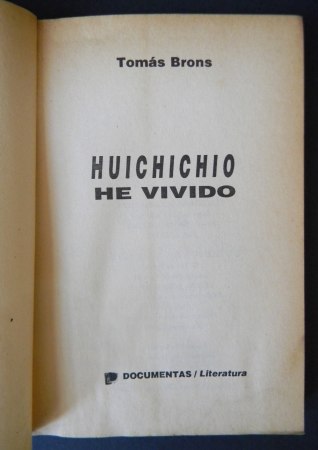 Tomás Brons
HUICHICHIO
HE VIVIDO
DOCUMENTAS / Literatura